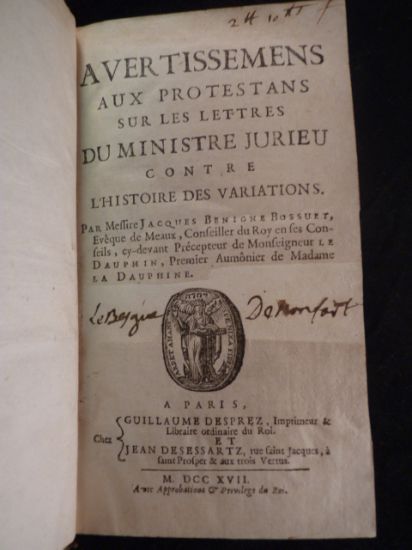 AVERTISSEMENS
AUX PROTESTANS
SUR LES LETTRES
DU MINISTRE JURIEU
CONTRE
L'HISTOIRE DES VARIATIONS.
PAR Messire JACQUES BENIGNE BOSSUET,
Evêque de Meaux, Conseiller du Roy en ses Con-
seils, cy-devant Précepteur de Monseigneur LE
DAUPHIN, Premier Aumônier de Madame
LA DAUPHINE.
Le Besgue De Monfort
A PARIS,
GUILLAUME DESPREZ, Imprimeur &
Libraire ordinaire du Roi.
Chez ET
JEAN DESESSARTZ, rue saint Jacques, à
saint Prosper & aux trois Vertus.
M. DCC XVII.
Avec Approbations & Privilege du Roi.